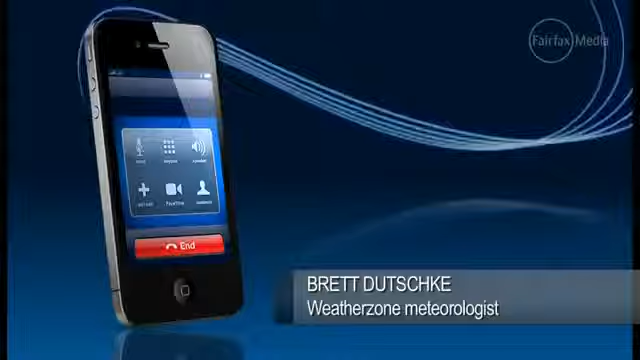 Fairfax Media
End
BRETT DUTSCHKE
Weatherzone meteorologist